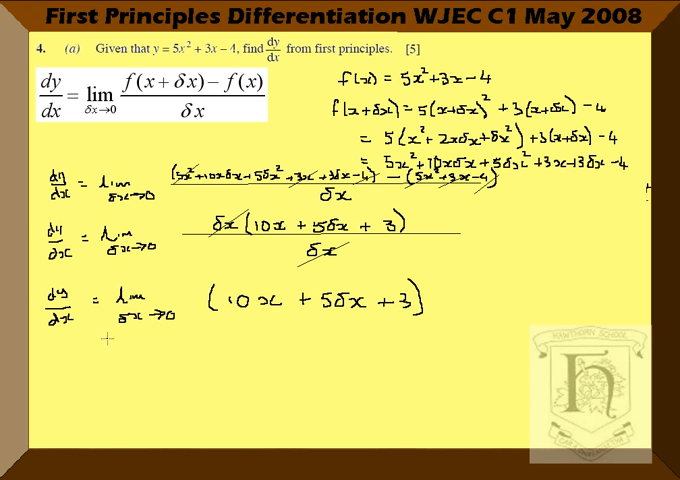 First Principles Differentiation WJEC C1 May 2008
4. (a) Given that y = 5x² + 3x – 4, find dy/dx from first principles. [5]
dy/dx = lim δx→0 f(x + δx) – f(x) / δx
f(x) = 5x² + 3x – 4
f(x + δx) = 5(x + δx)² + 3(x + δx) – 4
= 5(x² + 2xδx + δx²) + 3(x + δx) – 4
= 5x² + 10xδx + 5δx² + 3x + 3δx – 4
dy/dx = lim δx→0 (5x² + 10xδx + 5δx² + 3x + 3δx – 4) – (5x² + 3x – 4) / δx
dy/dx = lim δx→0 δx(10x + 5δx + 3) / δx
dy/dx = lim δx→0 (10x + 5δx + 3)
HAWTHORN SCHOOL